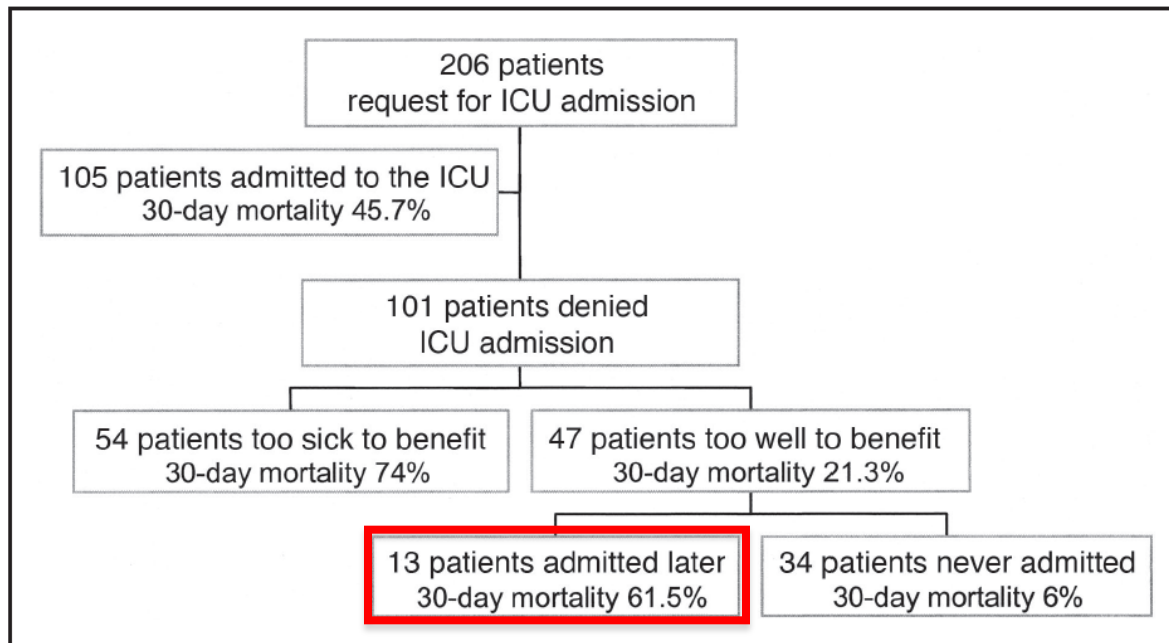 206 patients
request for ICU admission
105 patients admitted to the ICU
30-day mortality 45.7%
101 patients denied
ICU admission
54 patients too sick to benefit
30-day mortality 74%
47 patients too well to benefit
30-day mortality 21.3%
13 patients admitted later
30-day mortality 61.5%
34 patients never admitted
30-day mortality 6%